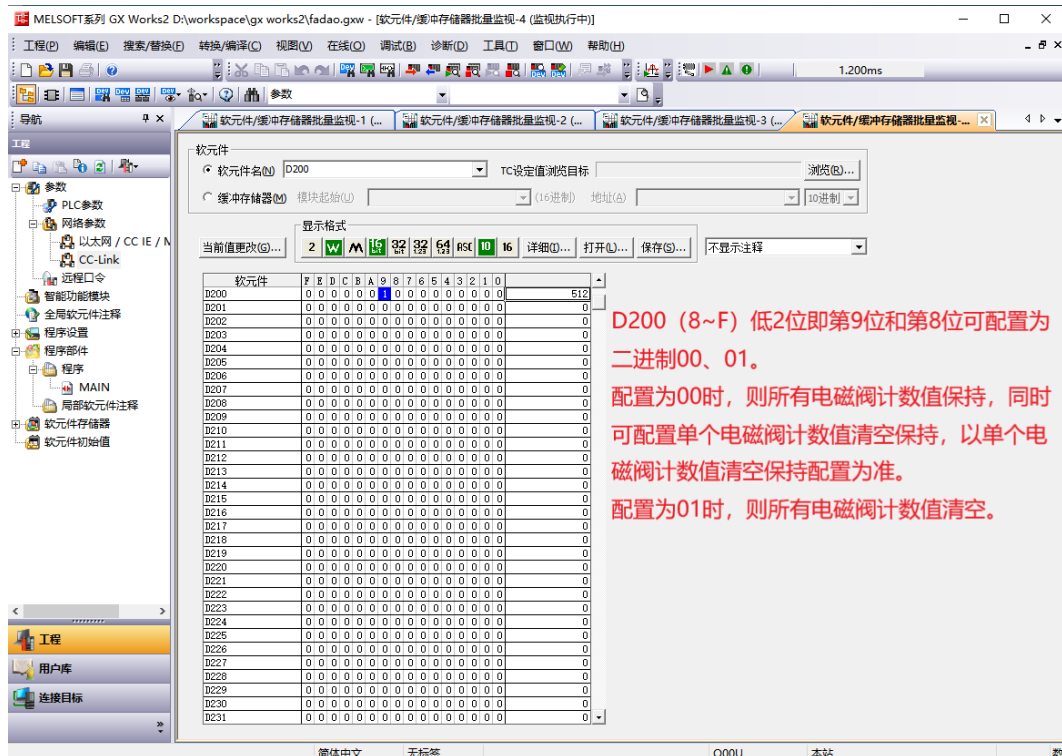 MELSOFT系列 GX Works2 D:\workspace\gx works2\fadao.gxw - [软元件/缓冲存储器批量监视-4 (监视执行中)]
工程(P) 编辑(E) 搜索/替换(F) 转换/编译(C) 视图(V) 在线(O) 调试(B) 诊断(D) 工具(T) 窗口(W) 帮助(H)
1.200ms
参数
导航
软元件/缓冲存储器批量监视-1 (... 软元件/缓冲存储器批量监视-2 (... 软元件/缓冲存储器批量监视-3 (... 软元件/缓冲存储器批量监视-...
工程
参数
PLC参数
网络参数
以太网 / CC IE / N
CC-Link
远程口令
智能功能模块
全局软元件注释
程序设置
程序部件
程序
MAIN
局部软元件注释
软元件存储器
软元件初始值
工程
用户库
连接目标
软元件
软元件名(N) D200 TC设定值浏览目标 浏览(R)...
缓冲存储器(M) 模块起始(U) (16进制) 地址(A) 10进制
显示格式
当前值更改(G)... 2 W M 16 bit 32 bit 32 1.23 64 1.23 ASC 10 16 详细(I)... 打开(L)... 保存(S)... 不显示注释
软元件 F E D C B A 9 8 7 6 5 4 3 2 1 0
D200 0 0 0 0 0 0 1 0 0 0 0 0 0 0 0 0 512
D201 0 0 0 0 0 0 0 0 0 0 0 0 0 0 0 0 0
D202 0 0 0 0 0 0 0 0 0 0 0 0 0 0 0 0 0
D203 0 0 0 0 0 0 0 0 0 0 0 0 0 0 0 0 0
D204 0 0 0 0 0 0 0 0 0 0 0 0 0 0 0 0 0
D205 0 0 0 0 0 0 0 0 0 0 0 0 0 0 0 0 0
D206 0 0 0 0 0 0 0 0 0 0 0 0 0 0 0 0 0
D207 0 0 0 0 0 0 0 0 0 0 0 0 0 0 0 0 0
D208 0 0 0 0 0 0 0 0 0 0 0 0 0 0 0 0 0
D209 0 0 0 0 0 0 0 0 0 0 0 0 0 0 0 0 0
D210 0 0 0 0 0 0 0 0 0 0 0 0 0 0 0 0 0
D211 0 0 0 0 0 0 0 0 0 0 0 0 0 0 0 0 0
D212 0 0 0 0 0 0 0 0 0 0 0 0 0 0 0 0 0
D213 0 0 0 0 0 0 0 0 0 0 0 0 0 0 0 0 0
D214 0 0 0 0 0 0 0 0 0 0 0 0 0 0 0 0 0
D215 0 0 0 0 0 0 0 0 0 0 0 0 0 0 0 0 0
D216 0 0 0 0 0 0 0 0 0 0 0 0 0 0 0 0 0
D217 0 0 0 0 0 0 0 0 0 0 0 0 0 0 0 0 0
D218 0 0 0 0 0 0 0 0 0 0 0 0 0 0 0 0 0
D219 0 0 0 0 0 0 0 0 0 0 0 0 0 0 0 0 0
D220 0 0 0 0 0 0 0 0 0 0 0 0 0 0 0 0 0
D221 0 0 0 0 0 0 0 0 0 0 0 0 0 0 0 0 0
D222 0 0 0 0 0 0 0 0 0 0 0 0 0 0 0 0 0
D223 0 0 0 0 0 0 0 0 0 0 0 0 0 0 0 0 0
D224 0 0 0 0 0 0 0 0 0 0 0 0 0 0 0 0 0
D225 0 0 0 0 0 0 0 0 0 0 0 0 0 0 0 0 0
D226 0 0 0 0 0 0 0 0 0 0 0 0 0 0 0 0 0
D227 0 0 0 0 0 0 0 0 0 0 0 0 0 0 0 0 0
D228 0 0 0 0 0 0 0 0 0 0 0 0 0 0 0 0 0
D229 0 0 0 0 0 0 0 0 0 0 0 0 0 0 0 0 0
D230 0 0 0 0 0 0 0 0 0 0 0 0 0 0 0 0 0
D231 0 0 0 0 0 0 0 0 0 0 0 0 0 0 0 0 0
D200（8~F）低2位即第9位和第8位可配置为
二进制00、01。
配置为00时，则所有电磁阀计数值保持，同时
可配置单个电磁阀计数值清空保持，以单个电
磁阀计数值清空保持配置为准。
配置为01时，则所有电磁阀计数值清空。
简体中文 无标签 Q00U 本站 数